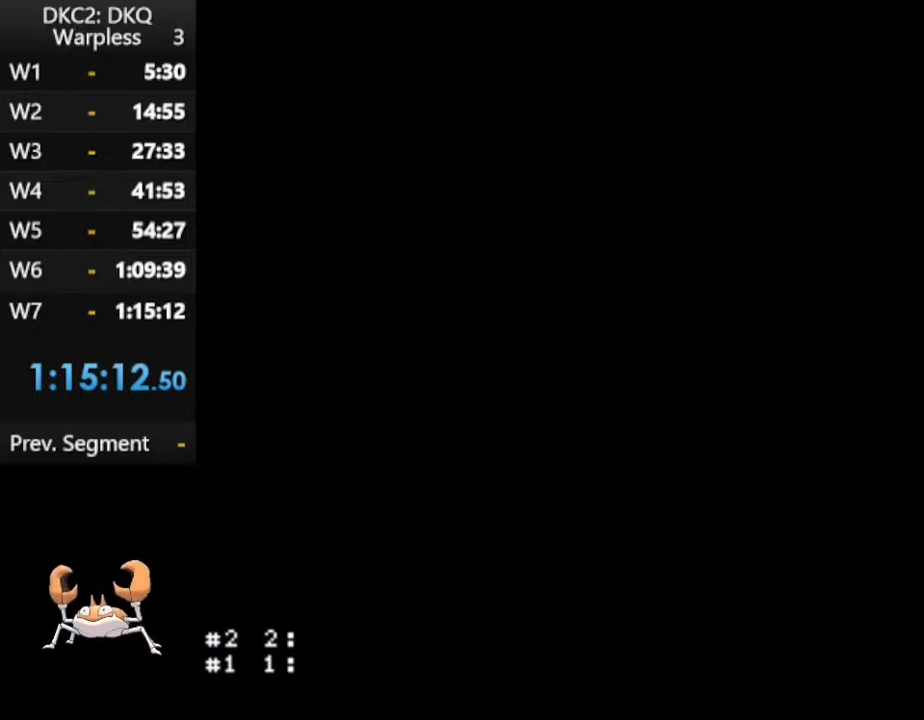 DKC2: DKQ
Warpless 3
W1 - 5:30
W2 - 14:55
W3 - 27:33
W4 - 41:53
W5 - 54:27
W6 - 1:09:39
W7 - 1:15:12
1:15:12.50
Prev. Segment -
#2 2:
#1 1: